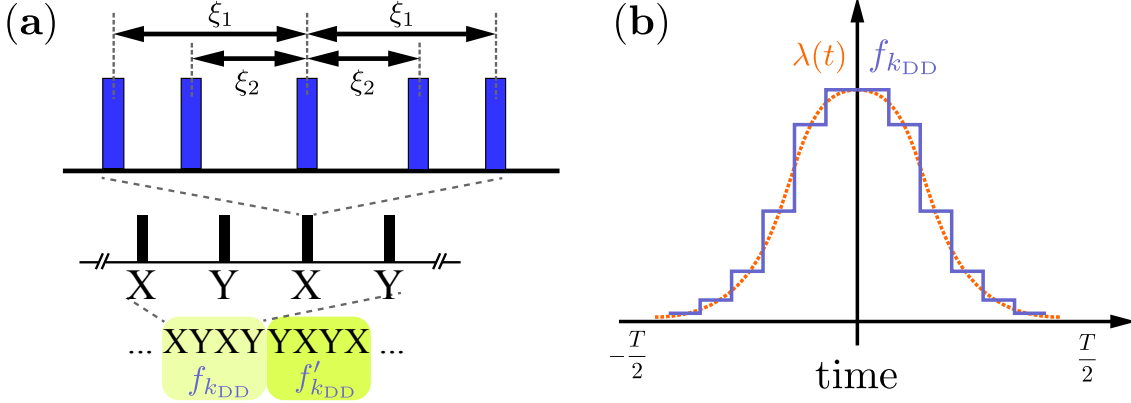 (a)
ξ1 ξ1
ξ2 ξ2
X Y X Y
... XYXY YXYX ...
f_{k_DD} f'_{k_DD}
(b)
λ(t) f_{k_DD}
-T/2 T/2
time